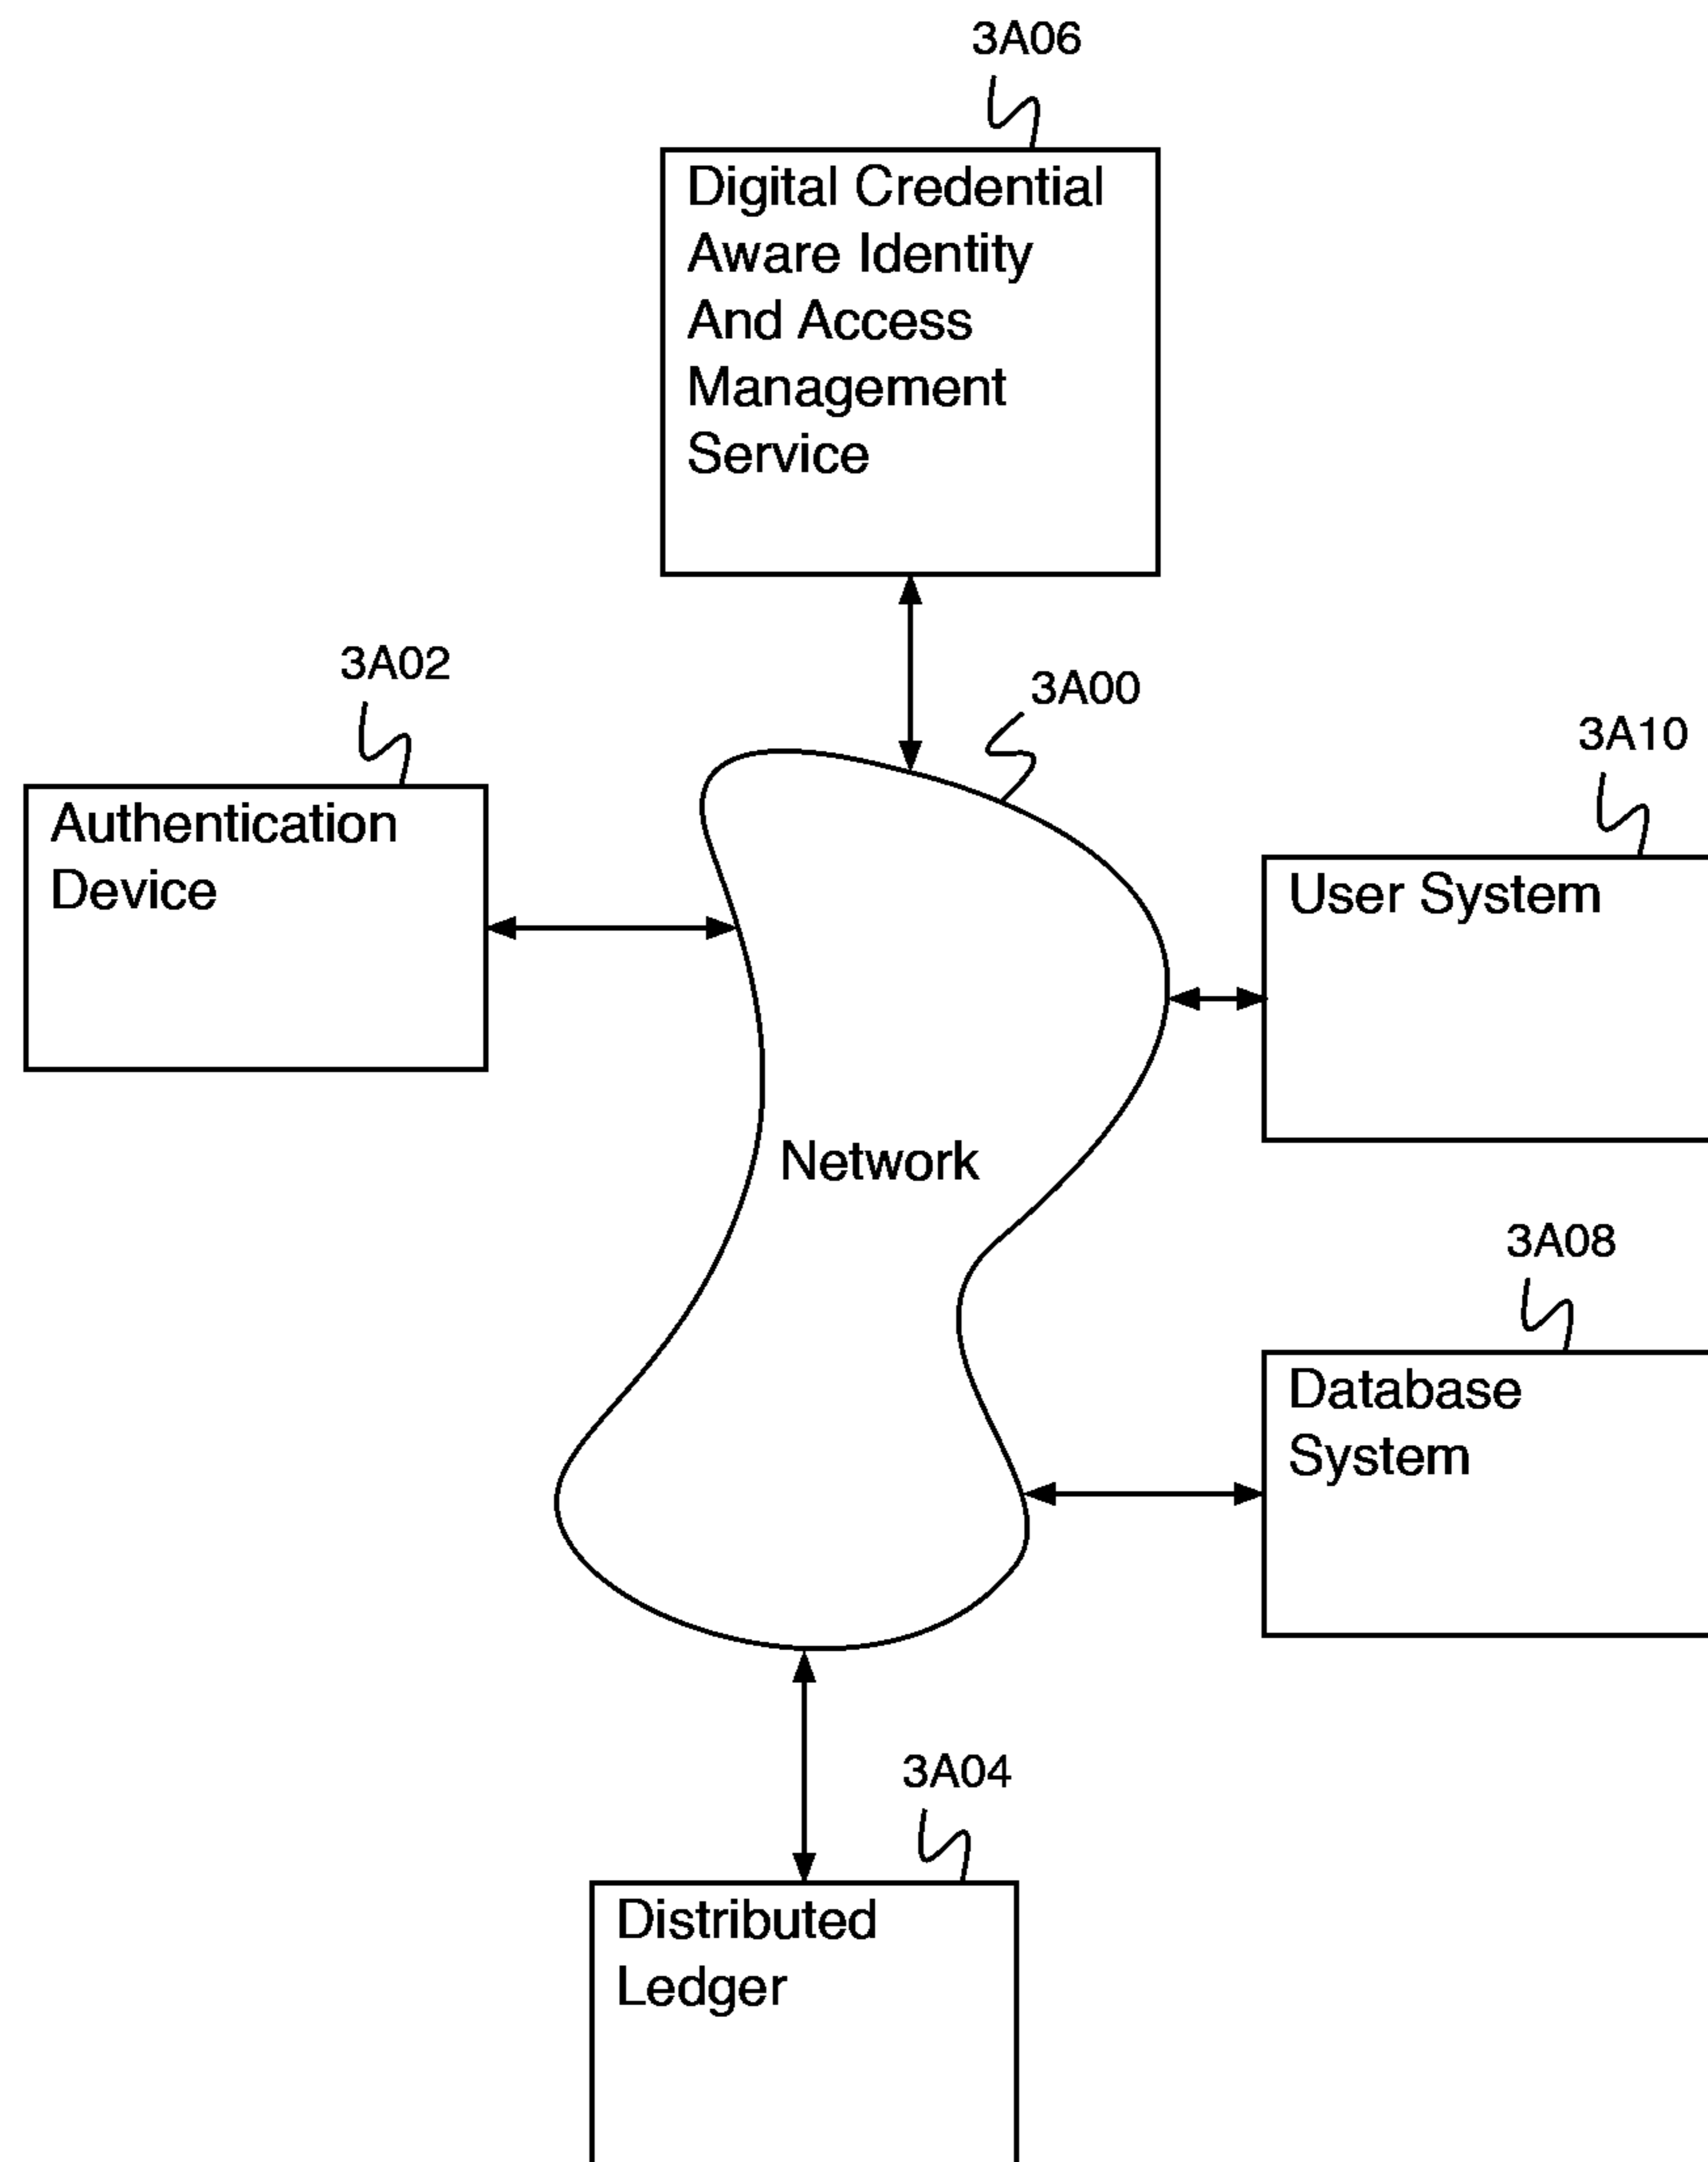 3A06
Digital Credential
Aware Identity
And Access
Management
Service
3A02
3A00
3A10
Authentication
Device
User System
Network
3A08
Database
System
3A04
Distributed
Ledger